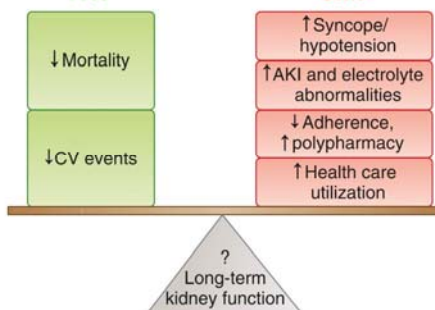 ↓Mortality
↓CV events
↑Syncope/
hypotension
↑AKI and electrolyte
abnormalities
↓Adherence,
↑polypharmacy
↑Health care
utilization
?
Long-term
kidney function